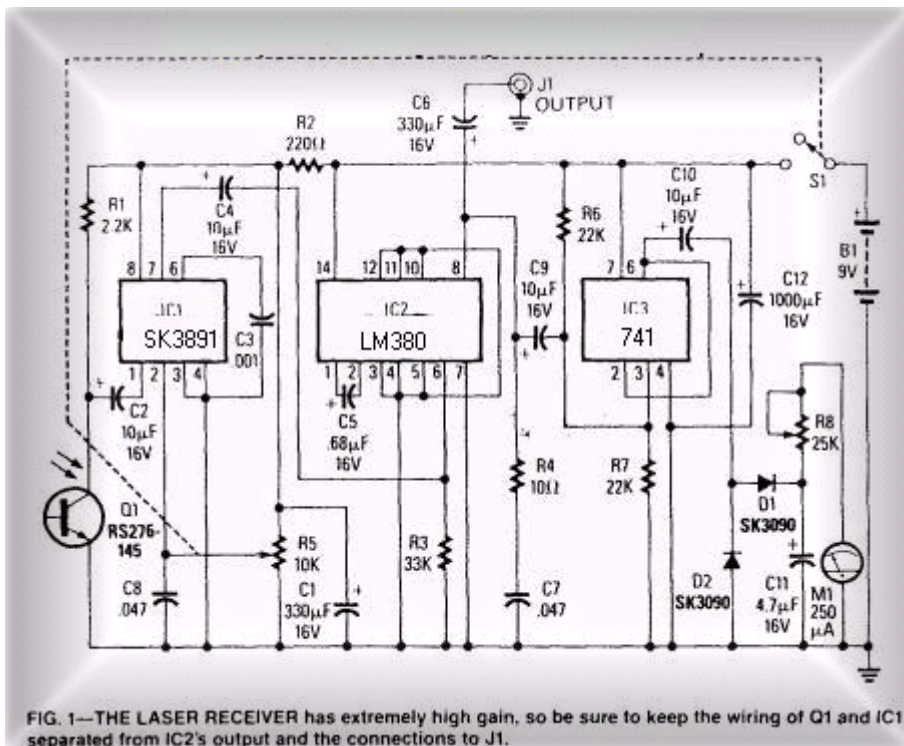 J1
OUTPUT
C6
330µF
16V
R2
220Ω
S1
C10
10µF
16V
R1
2.2K
C4
10µF
16V
R6
22K
B1
9V
8 7 6
14 12 11 10 8
C9
10µF
16V
7 6
C12
1000µF
16V
IC1
SK3891
C3
.001
IC2
LM380
IC3
741
1 2 3 4
1 2 3 4 5 6 7
2 3 4
C2
10µF
16V
C5
.68µF
16V
R8
25K
R4
10Ω
R7
22K
D1
SK3090
Q1
RS276-
145
R5
10K
R3
33K
C8
.047
C1
330µF
16V
C7
.047
D2
SK3090
C11
4.7µF
16V
M1
250
µA
FIG. 1—THE LASER RECEIVER has extremely high gain, so be sure to keep the wiring of Q1 and IC1
separated from IC2's output and the connections to J1.